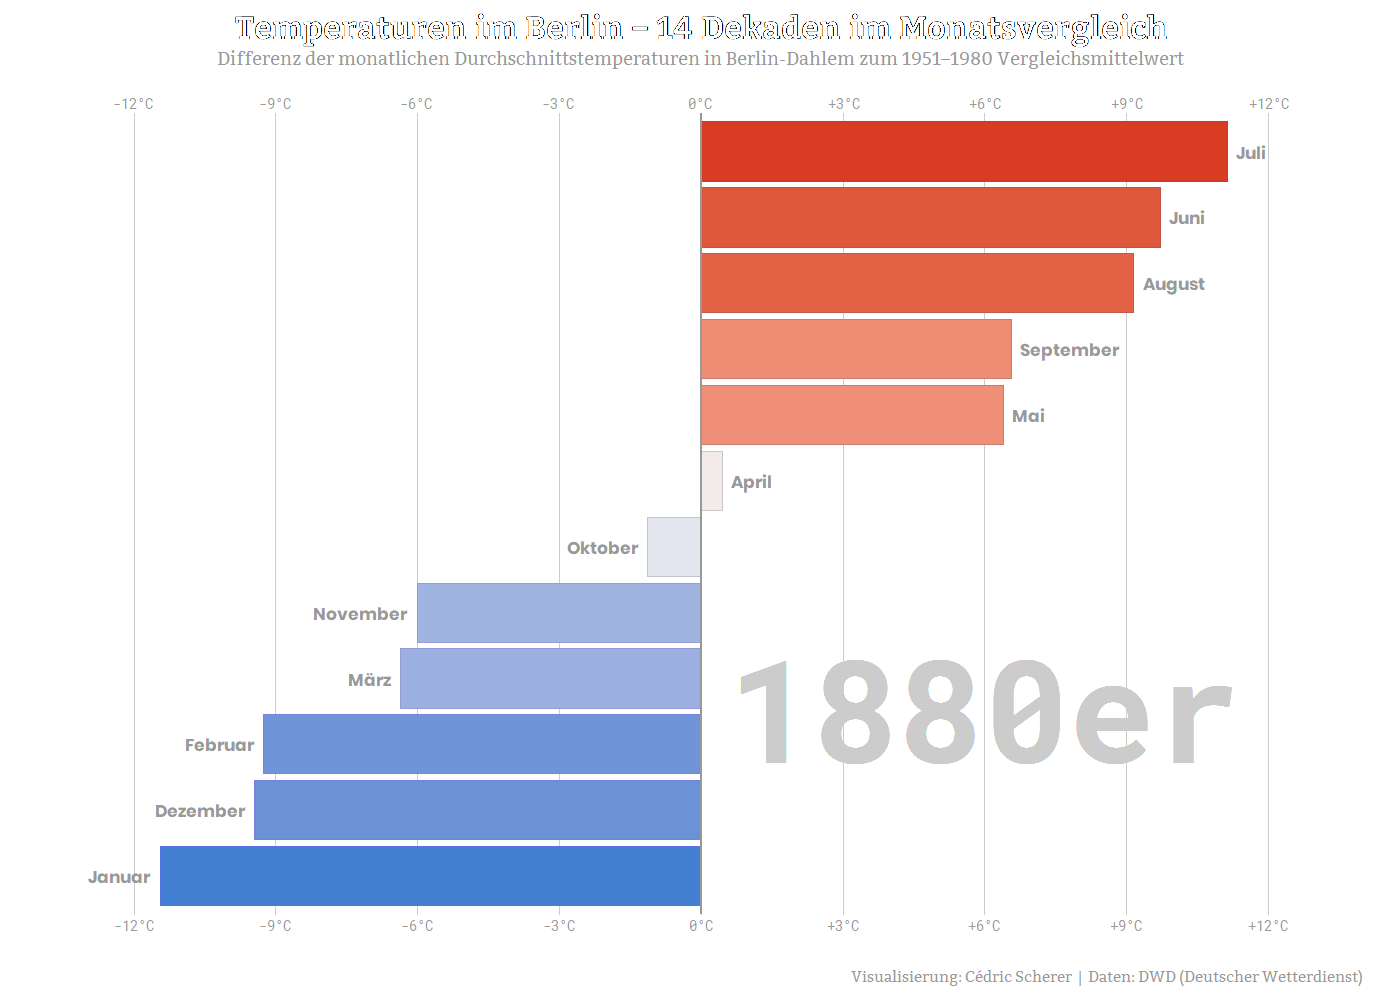 Temperaturen im Berlin – 14 Dekaden im Monatsvergleich
Differenz der monatlichen Durchschnittstemperaturen in Berlin-Dahlem zum 1951–1980 Vergleichsmittelwert
−12°C −9°C −6°C −3°C 0°C +3°C +6°C +9°C +12°C
Juli
Juni
August
September
Mai
April
Oktober
November
März
1880er
Februar
Dezember
Januar
−12°C −9°C −6°C −3°C 0°C +3°C +6°C +9°C +12°C
Visualisierung: Cédric Scherer | Daten: DWD (Deutscher Wetterdienst)